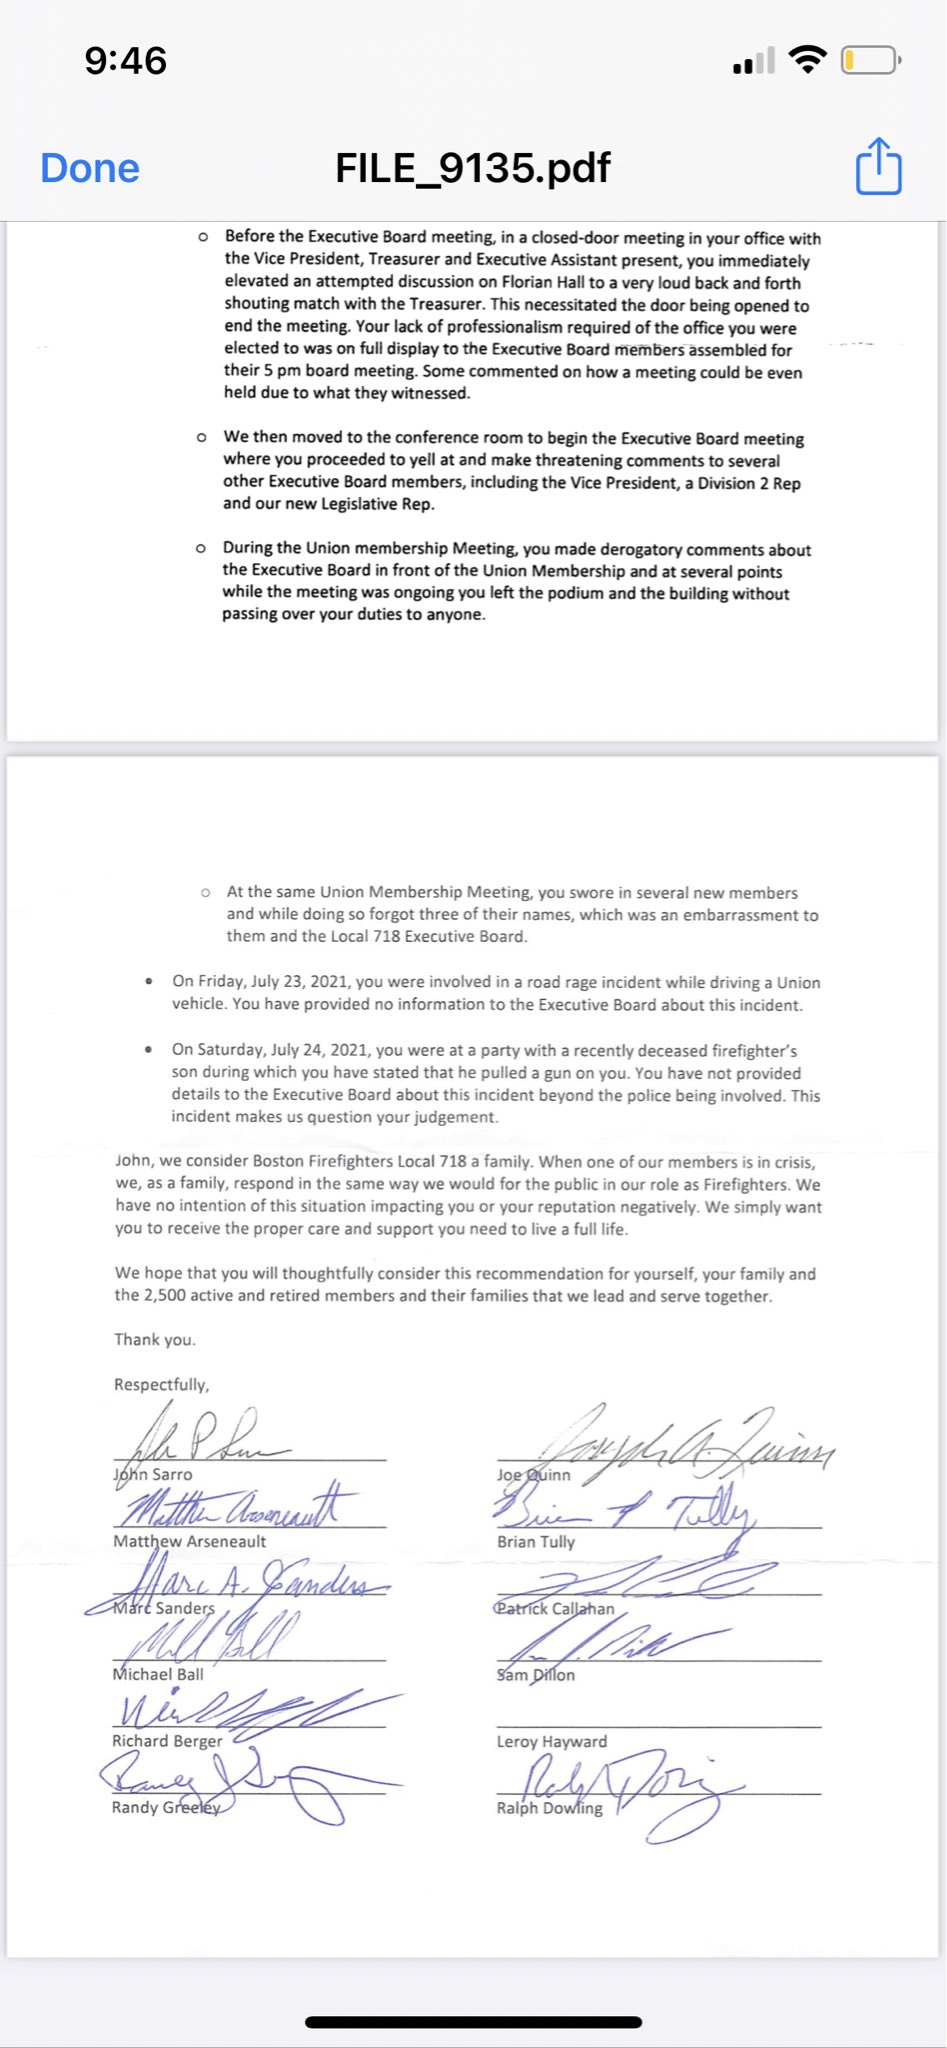 9:46
Done
FILE_9135.pdf
o Before the Executive Board meeting, in a closed-door meeting in your office with
the Vice President, Treasurer and Executive Assistant present, you immediately
elevated an attempted discussion on Florian Hall to a very loud back and forth
shouting match with the Treasurer. This necessitated the door being opened to
end the meeting. Your lack of professionalism required of the office you were
elected to was on full display to the Executive Board members assembled for
their 5 pm board meeting. Some commented on how a meeting could be even
held due to what they witnessed.
o We then moved to the conference room to begin the Executive Board meeting
where you proceeded to yell at and make threatening comments to several
other Executive Board members, including the Vice President, a Division 2 Rep
and our new Legislative Rep.
o During the Union membership Meeting, you made derogatory comments about
the Executive Board in front of the Union Membership and at several points
while the meeting was ongoing you left the podium and the building without
passing over your duties to anyone.
o At the same Union Membership Meeting, you swore in several new members
and while doing so forgot three of their names, which was an embarrassment to
them and the Local 718 Executive Board.
• On Friday, July 23, 2021, you were involved in a road rage incident while driving a Union
vehicle. You have provided no information to the Executive Board about this incident.
• On Saturday, July 24, 2021, you were at a party with a recently deceased firefighter's
son during which you have stated that he pulled a gun on you. You have not provided
details to the Executive Board about this incident beyond the police being involved. This
incident makes us question your judgement.
John, we consider Boston Firefighters Local 718 a family. When one of our members is in crisis,
we, as a family, respond in the same way we would for the public in our role as Firefighters. We
have no intention of this situation impacting you or your reputation negatively. We simply want
you to receive the proper care and support you need to live a full life.
We hope that you will thoughtfully consider this recommendation for yourself, your family and
the 2,500 active and retired members and their families that we lead and serve together.
Thank you.
Respectfully,
Joseph A. Quinn
John Sarro
Joe Quinn
Matthew Arseneault
Brian P Tully
Matthew Arseneault
Brian Tully
Marc A. Sanders
Marc Sanders
Patrick Callahan
Michael Ball
Sam Dillon
Richard Berger
Leroy Hayward
Ralph Dowling
Randy Greeley
Ralph Dowling